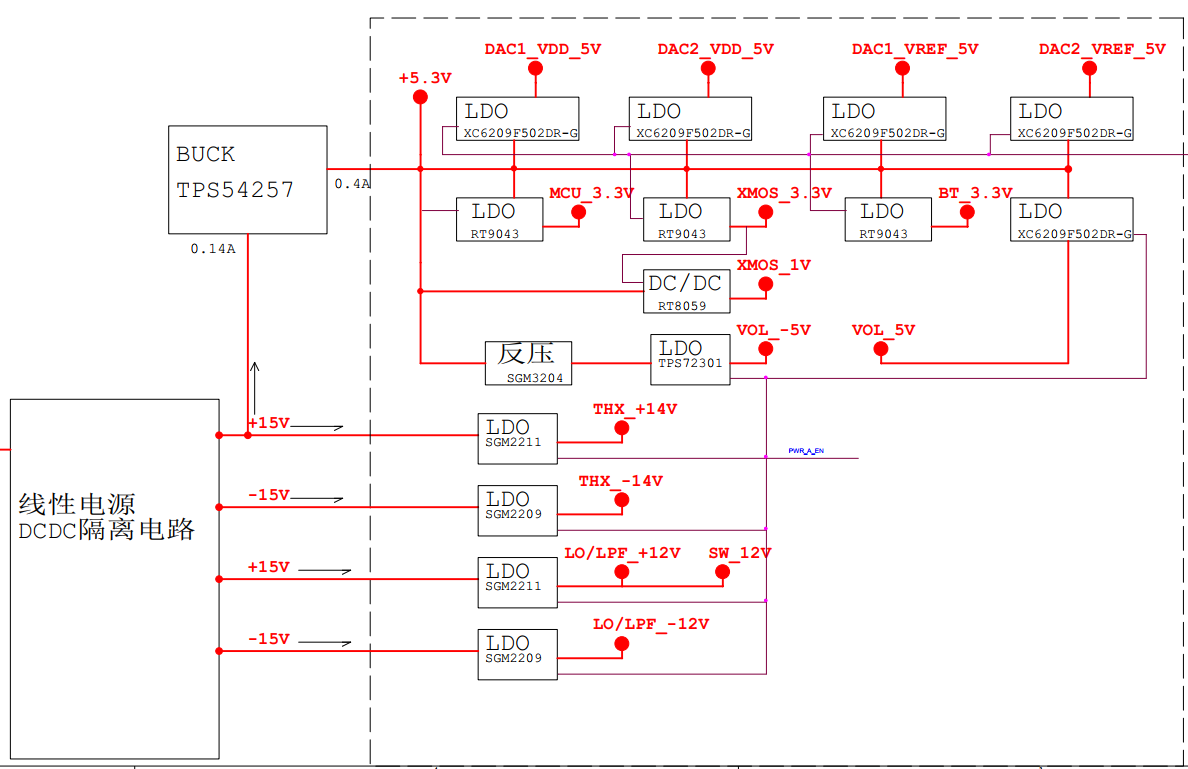 DAC1_VDD_5V
DAC2_VDD_5V
DAC1_VREF_5V
DAC2_VREF_5V
+5.3V
LDO
XC6209F502DR-G
LDO
XC6209F502DR-G
LDO
XC6209F502DR-G
LDO
XC6209F502DR-G
BUCK
TPS54257
0.4A
0.14A
LDO
RT9043
MCU_3.3V
LDO
RT9043
XMOS_3.3V
LDO
RT9043
BT_3.3V
LDO
XC6209F502DR-G
DC/DC
RT8059
XMOS_1V
反压
SGM3204
LDO
TPS72301
VOL_-5V
VOL_5V
+15V
LDO
SGM2211
THX_+14V
PWR_A_EN
-15V
LDO
SGM2209
THX_-14V
线性电源
DCDC隔离电路
+15V
LDO
SGM2211
LO/LPF_+12V
SW_12V
-15V
LDO
SGM2209
LO/LPF_-12V